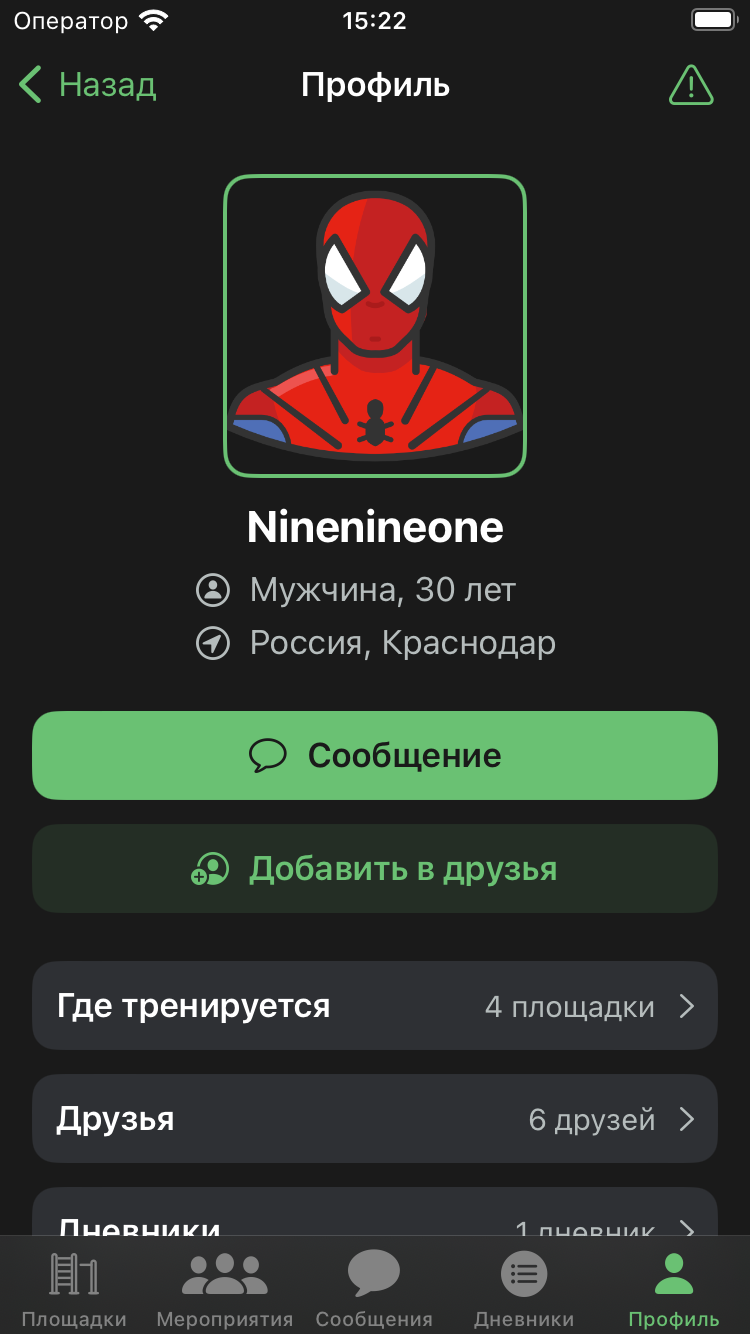 Оператор 15:22
Назад Профиль
Ninenineone
Мужчина, 30 лет
Россия, Краснодар
Сообщение
Добавить в друзья
Где тренируется 4 площадки
Друзья 6 друзей
Дневники 1 дневник
Площадки Мероприятия Сообщения Дневники Профиль